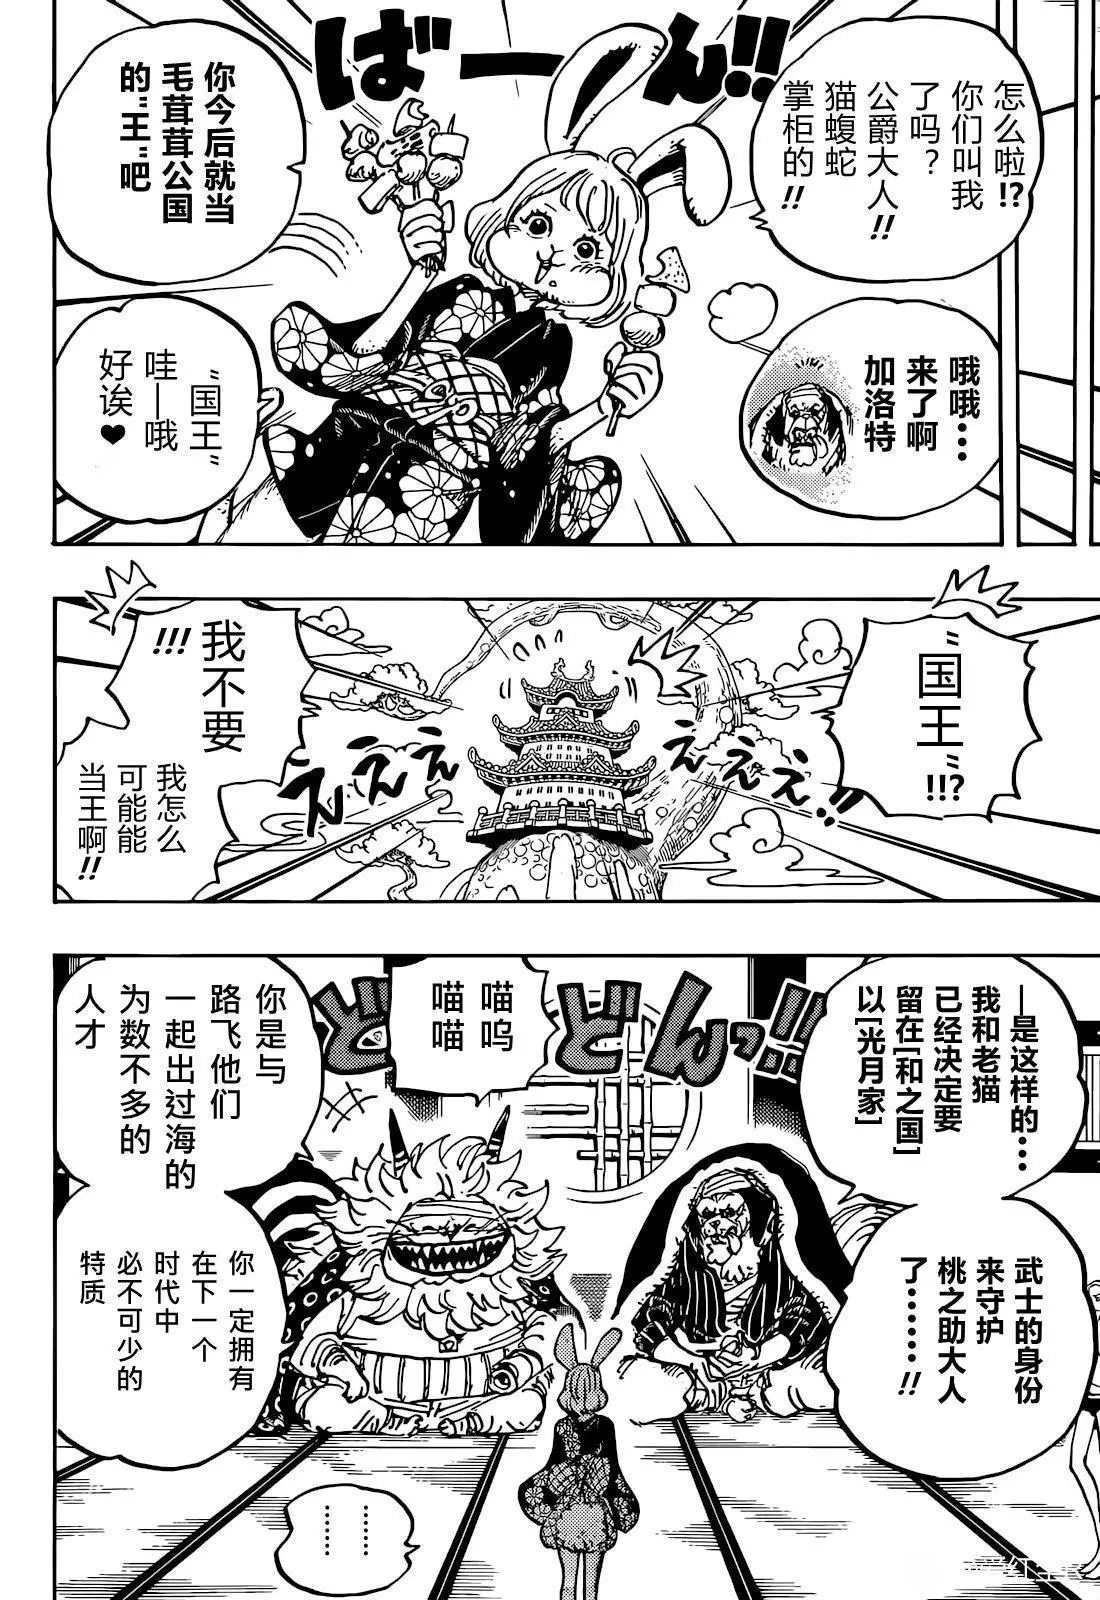 怎么啦!?
你们叫我
了吗?
公爵大人!!
猫蝮蛇
掌柜的!!
ばーん!!
你今后就当
毛茸茸公国
的"王"吧
哦哦…
来了啊
加洛特
"国王"
哇—哦
好诶♥
"国王"
!!?
えええええ!!
えええ
我不要
!!!
我怎么
可能能
当王啊!!
—是这样的…
我和老猫
已经决定要
留在[和之国]
以[光月家]
武士的身份
来守护
桃之助大人
了……!!
どどんっ!!
喵呜
喵喵
你是与
路飞他们
一起出过海的
为数不多的
人才
你一定拥有
在下一个
时代中
必不可少的
特质
……
……